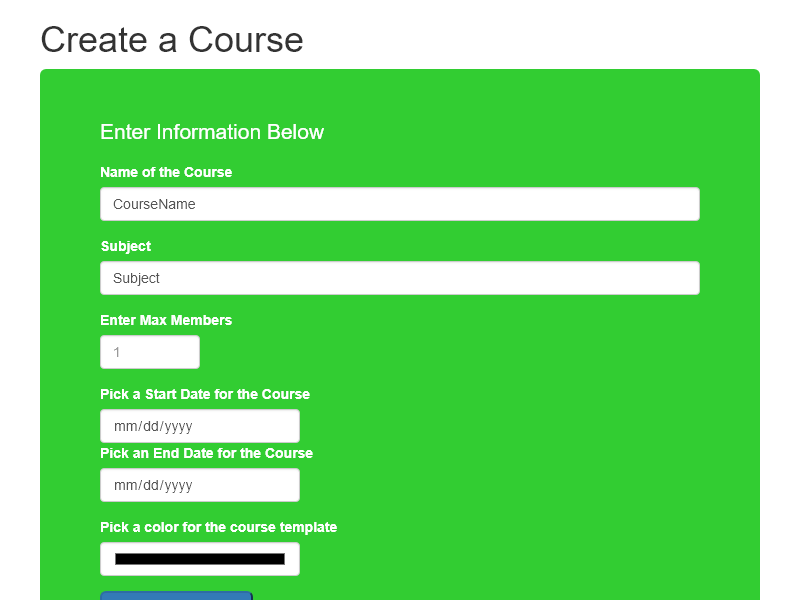 Create a Course
Enter Information Below
Name of the Course
CourseName
Subject
Subject
Enter Max Members
1
Pick a Start Date for the Course
mm/dd/yyyy
Pick an End Date for the Course
mm/dd/yyyy
Pick a color for the course template